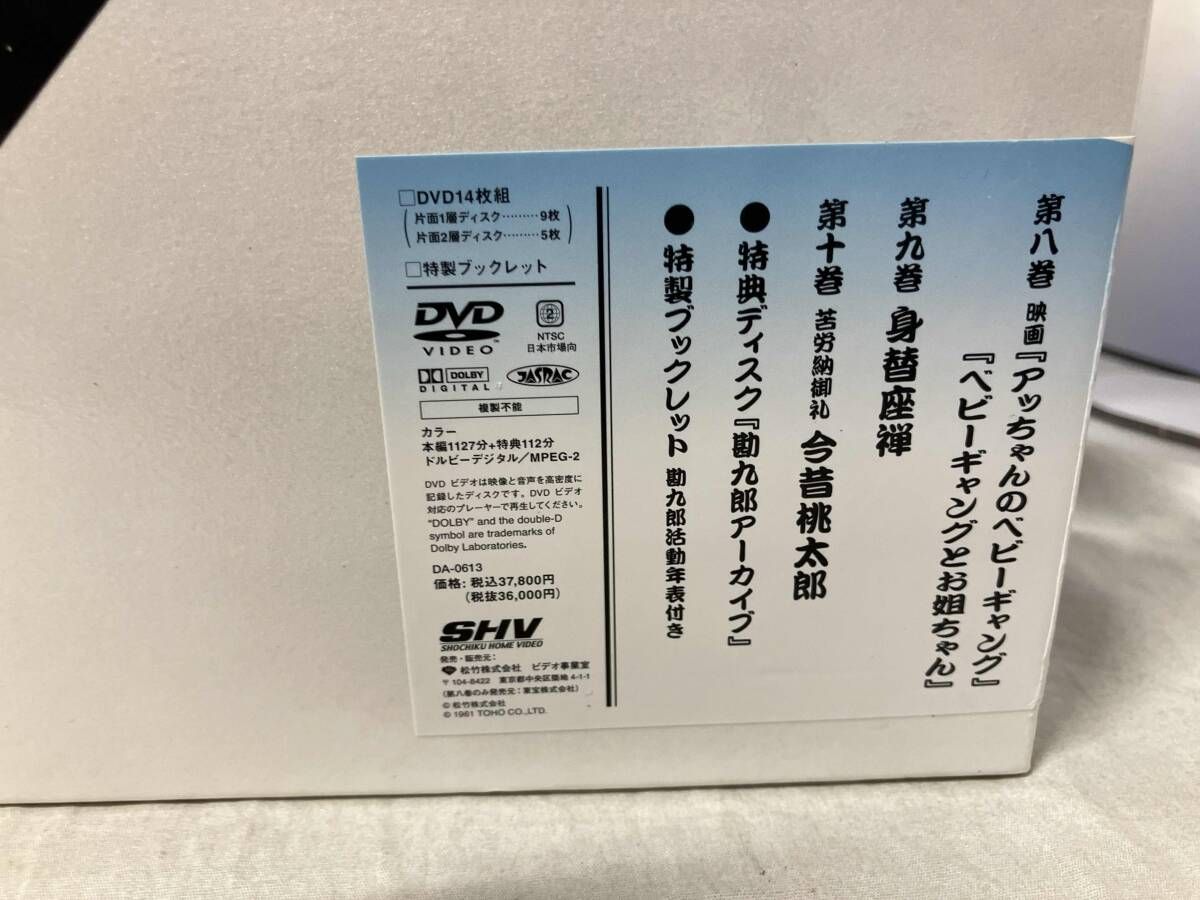 第八巻 映画『アッちゃんのベビーギャング』
『ベビーギャングとお姐ちゃん』
第九巻 身替座禅
第十巻 苦労納御礼 今昔桃太郎
●特典ディスク『勘九郎アーカイブ』
●特製ブックレット 勘九郎活動年表付き
□DVD14枚組
(片面1層ディスク………9枚
片面2層ディスク………5枚)
□特製ブックレット
DVD
VIDEO™
2
NTSC
日本市場向
DOLBY
DIGITAL
JASRAC
複製不能
カラー
本編1127分+特典112分
ドルビーデジタル／MPEG-2
DVD ビデオは映像と音声を高密度に
記録したディスクです。DVD ビデオ
対応のプレーヤーで再生してください。
"DOLBY" and the double-D
symbol are trademarks of
Dolby Laboratories.
DA-0613
価格: 税込37,800円
(税抜36,000円)
SHV
SHOCHIKU HOME VIDEO
発売・販売元:
松竹株式会社 ビデオ事業室
〒104-8422 東京都中央区築地4-1-1
(第八巻のみ発売元：東宝株式会社)
© 松竹株式会社
© 1961 TOHO CO.,LTD.